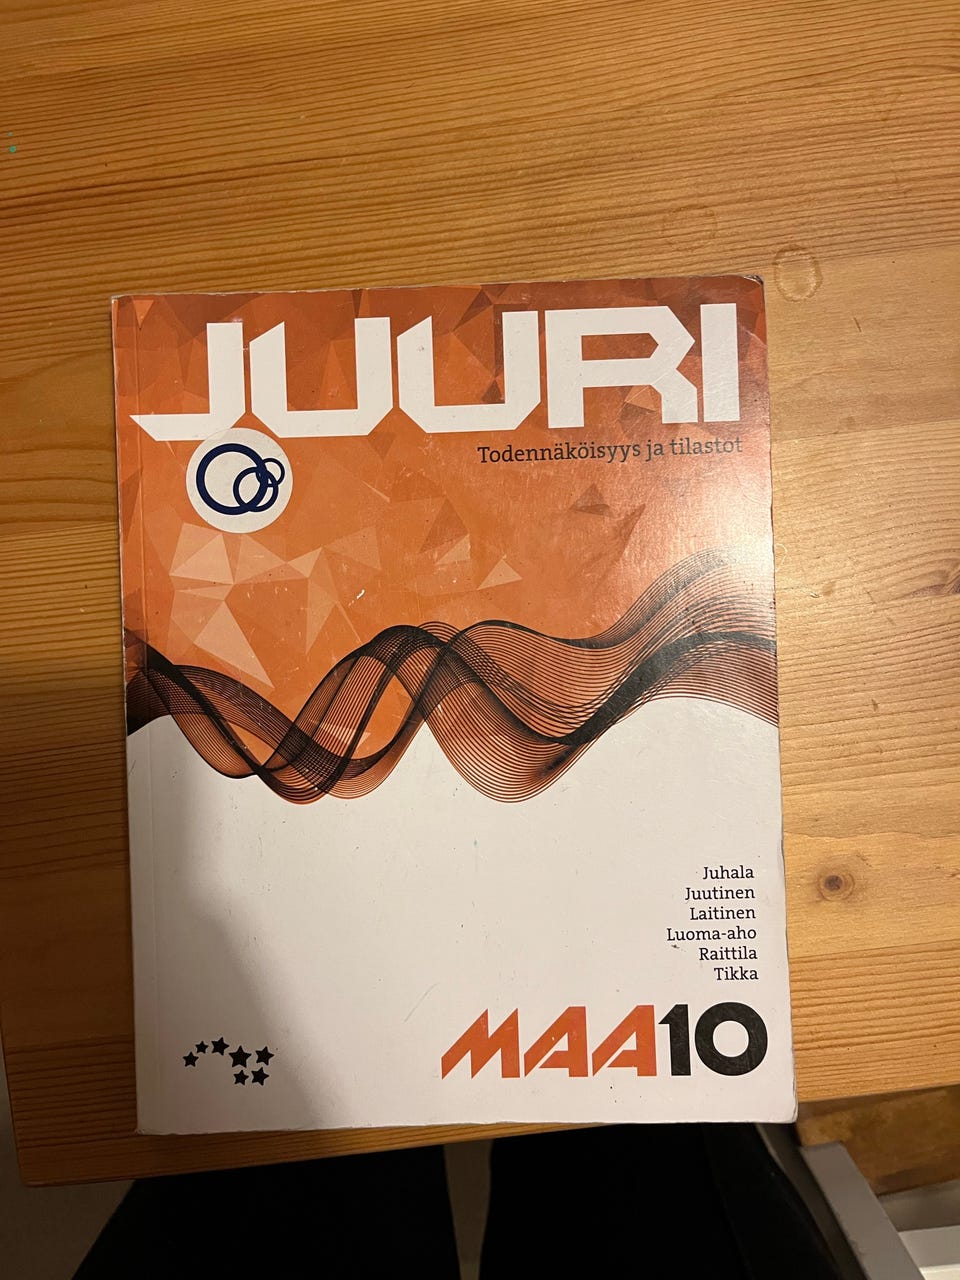 JUURI
Todennäköisyys ja tilastot
Juhala
Juutinen
Laitinen
Luoma-aho
Raittila
Tikka
MAA10